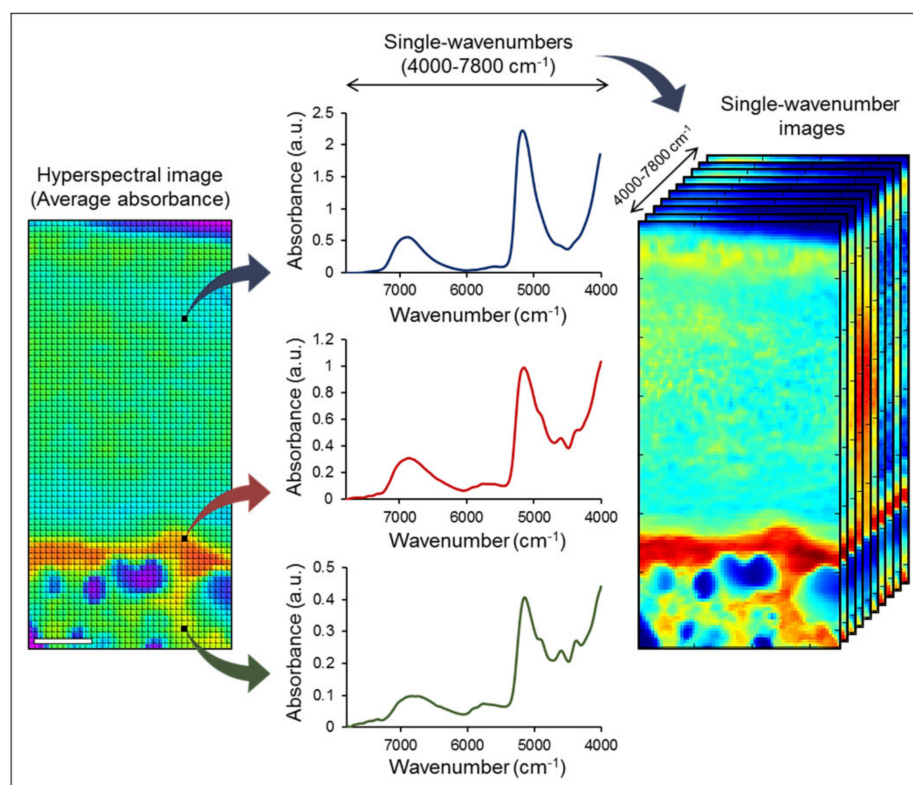 Single-wavenumbers
(4000-7800 cm⁻¹)
Hyperspectral image
(Average absorbance)
Absorbance (a.u.)
2.5
2
1.5
1
0.5
0
7000 6000 5000 4000
Wavenumber (cm⁻¹)
Absorbance (a.u.)
1.2
1
0.8
0.6
0.4
0.2
0
7000 6000 5000 4000
Wavenumber (cm⁻¹)
Absorbance (a.u.)
0.5
0.4
0.3
0.2
0.1
0
7000 6000 5000 4000
Wavenumber (cm⁻¹)
Single-wavenumber
images
4000-7800 cm⁻¹